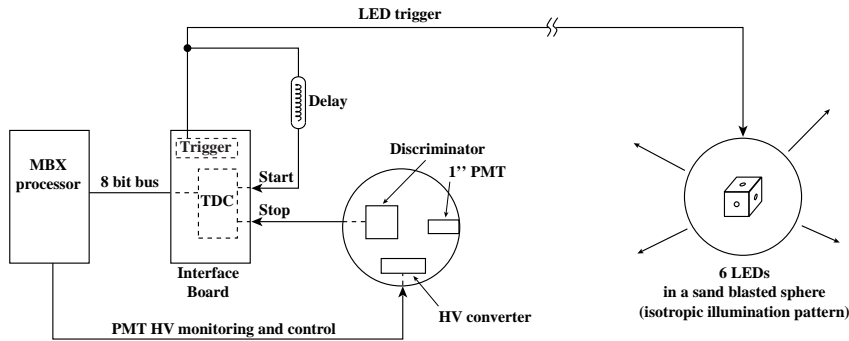 LED trigger
Delay
Trigger
Discriminator
1’’ PMT
MBX
processor
8 bit bus
Start
TDC
Stop
Interface
Board
HV converter
PMT HV monitoring and control
6 LEDs
in a sand blasted sphere
(isotropic illumination pattern)